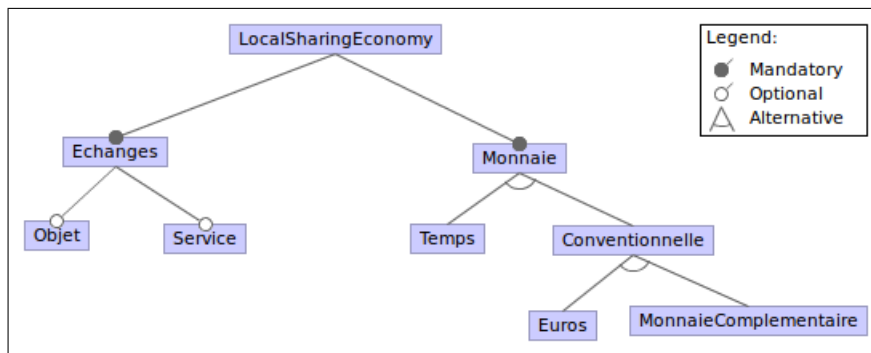 LocalSharingEconomy
Legend:
Mandatory
Optional
Alternative
Echanges
Monnaie
Objet
Service
Temps
Conventionnelle
Euros
MonnaieComplementaire